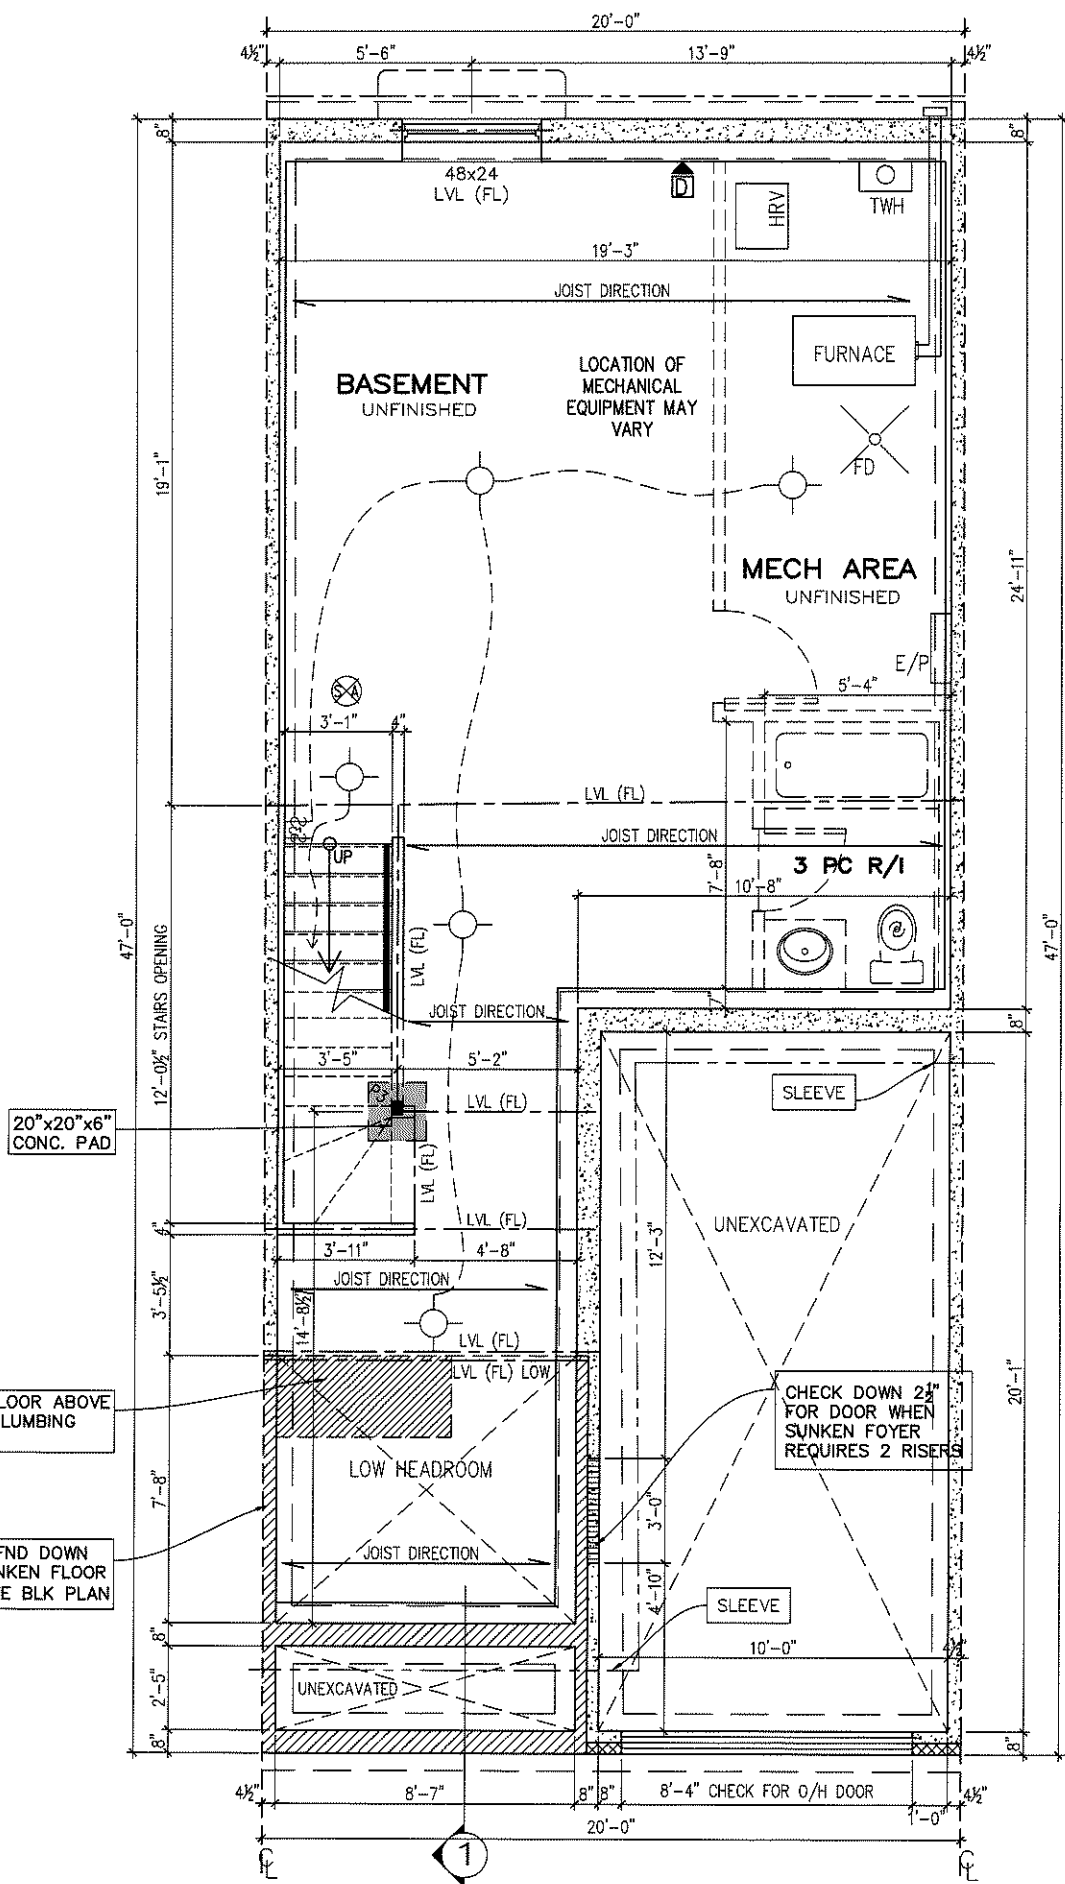 20'-0"
4½"
5'-6"
13'-9"
4½"
8"
8"
48x24
LVL (FL)
D
HRV
TWH
19'-3"
JOIST DIRECTION
FURNACE
LOCATION OF
MECHANICAL
EQUIPMENT MAY
VARY
BASEMENT
UNFINISHED
FD
19'-1"
24'-11"
MECH AREA
UNFINISHED
E/P
S A
5'-4"
3'-1"
4"
LVL (FL)
JOIST DIRECTION
UP
3 PC R/I
7'-8"
10'-8"
47'-0"
47'-0"
12'-0½" STAIRS OPENING
LVL (FL)
JOIST DIRECTION
7"
8"
3'-5"
5'-2"
SLEEVE
20"x20"x6"
CONC. PAD
LVL (FL)
LVL (FL)
LVL (FL)
UNEXCAVATED
4"
3'-11"
4'-8"
12'-3"
JOIST DIRECTION
3'-5½"
14'-8½"
LVL (FL)
LVL (FL) LOW
LOOR ABOVE
LUMBING
CHECK DOWN 2½"
FOR DOOR WHEN
SUNKEN FOYER
REQUIRES 2 RISERS
20'-1"
LOW HEADROOM
7'-8"
3'-0"
FND DOWN
NKEN FLOOR
E BLK PLAN
JOIST DIRECTION
4'-10"
SLEEVE
8"
10'-0"
4½"
UNEXCAVATED
2'-5"
8"
8"
4½"
8'-7"
8"
8"
8'-4" CHECK FOR O/H DOOR
1'-0"
4½"
20'-0"
CL
1
CL